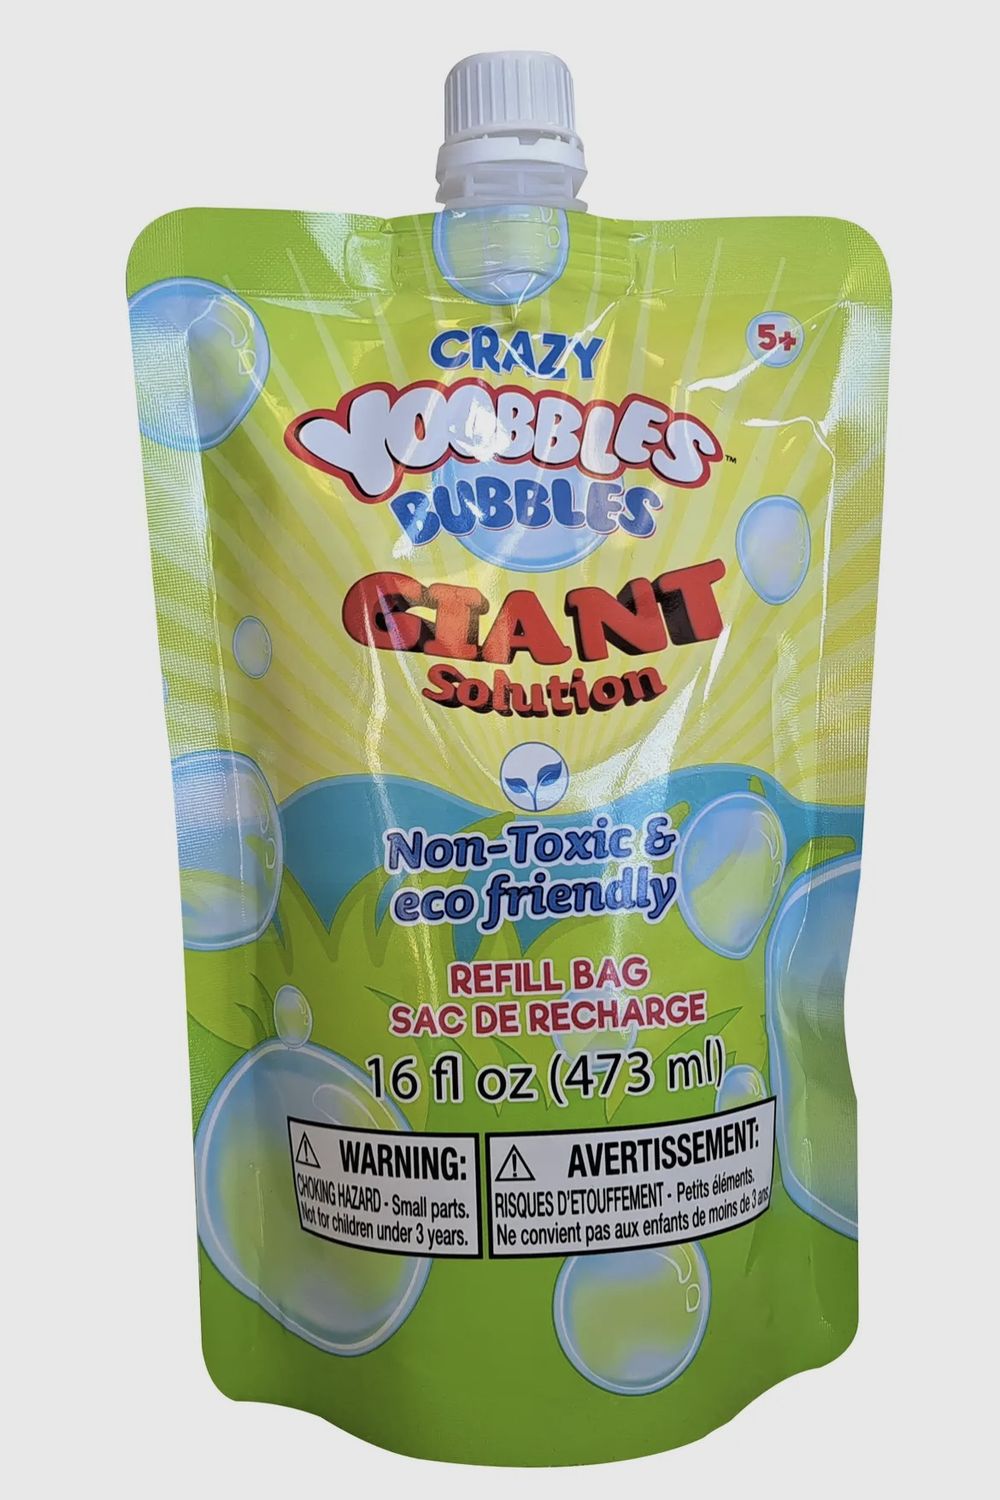 CRAZY
5+
YOOBBLES™
BUBBLES
GIANT
Solution
Non-Toxic &
eco friendly
REFILL BAG
SAC DE RECHARGE
16 fl oz (473 ml)
WARNING:
CHOKING HAZARD - Small parts.
Not for children under 3 years.
AVERTISSEMENT:
RISQUES D'ETOUFFEMENT - Petits éléments.
Ne convient pas aux enfants de moins de 3 ans.